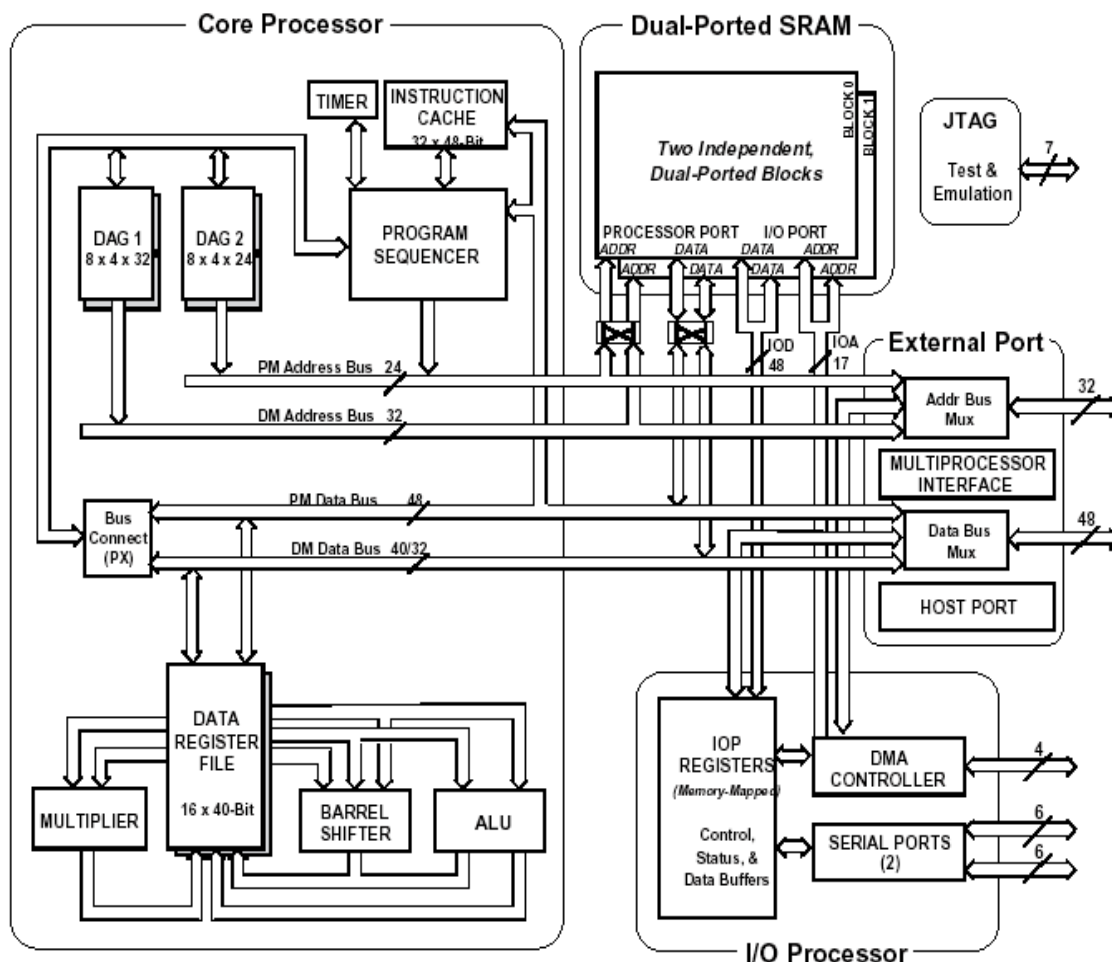 Core Processor
TIMER
INSTRUCTION
CACHE
32 x 48-Bit
DAG 1
8 x 4 x 32
DAG 2
8 x 4 x 24
PROGRAM
SEQUENCER
PM Address Bus 24
DM Address Bus 32
Bus
Connect
(PX)
PM Data Bus 48
DM Data Bus 40/32
DATA
REGISTER
FILE
16 x 40-Bit
MULTIPLIER
BARREL
SHIFTER
ALU
Dual-Ported SRAM
Two Independent,
Dual-Ported Blocks
BLOCK 0
BLOCK 1
PROCESSOR PORT I/O PORT
ADDR DATA DATA ADDR
ADDR DATA DATA ADDR
IOD
48
IOA
17
JTAG
Test &
Emulation
7
External Port
Addr Bus
Mux
32
MULTIPROCESSOR
INTERFACE
Data Bus
Mux
48
HOST PORT
IOP
REGISTERS
(Memory-Mapped)
Control,
Status, &
Data Buffers
DMA
CONTROLLER
4
SERIAL PORTS
(2)
6
6
I/O Processor